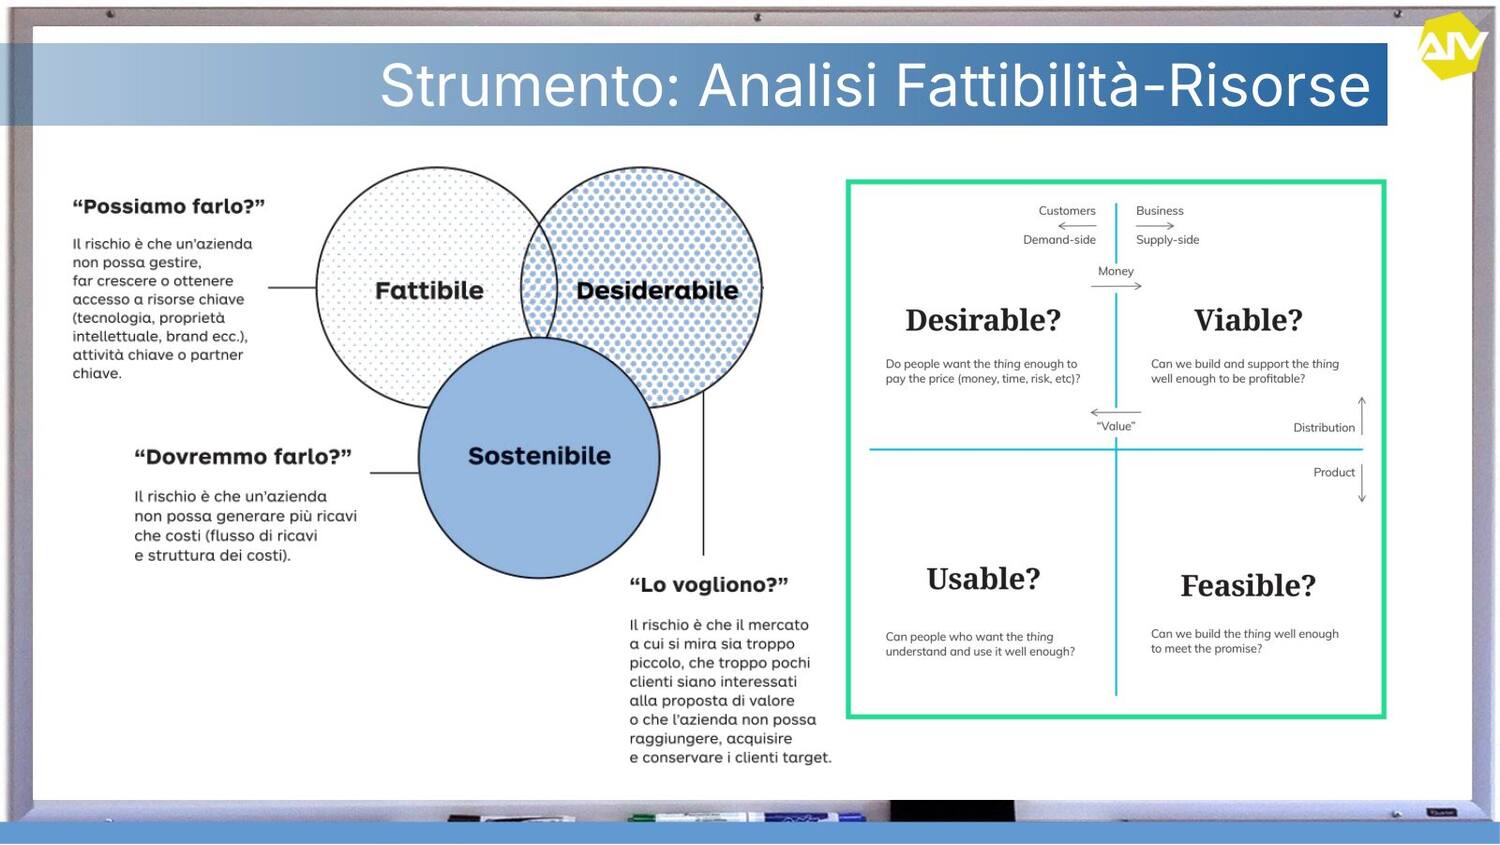 Strumento: Analisi Fattibilità-Risorse
AIV
“Possiamo farlo?”
Il rischio è che un’azienda
non possa gestire,
far crescere o ottenere
accesso a risorse chiave
(tecnologia, proprietà
intellettuale, brand ecc.),
attività chiave o partner
chiave.
Fattibile
Desiderabile
Sostenibile
“Dovremmo farlo?”
Il rischio è che un’azienda
non possa generare più ricavi
che costi (flusso di ricavi
e struttura dei costi).
“Lo vogliono?”
Il rischio è che il mercato
a cui si mira sia troppo
piccolo, che troppo pochi
clienti siano interessati
alla proposta di valore
o che l’azienda non possa
raggiungere, acquisire
e conservare i clienti target.
Customers
Demand-side
Business
Supply-side
Money
Desirable?
Do people want the thing enough to
pay the price (money, time, risk, etc)?
Viable?
Can we build and support the thing
well enough to be profitable?
“Value”
Distribution
Product
Usable?
Can people who want the thing
understand and use it well enough?
Feasible?
Can we build the thing well enough
to meet the promise?